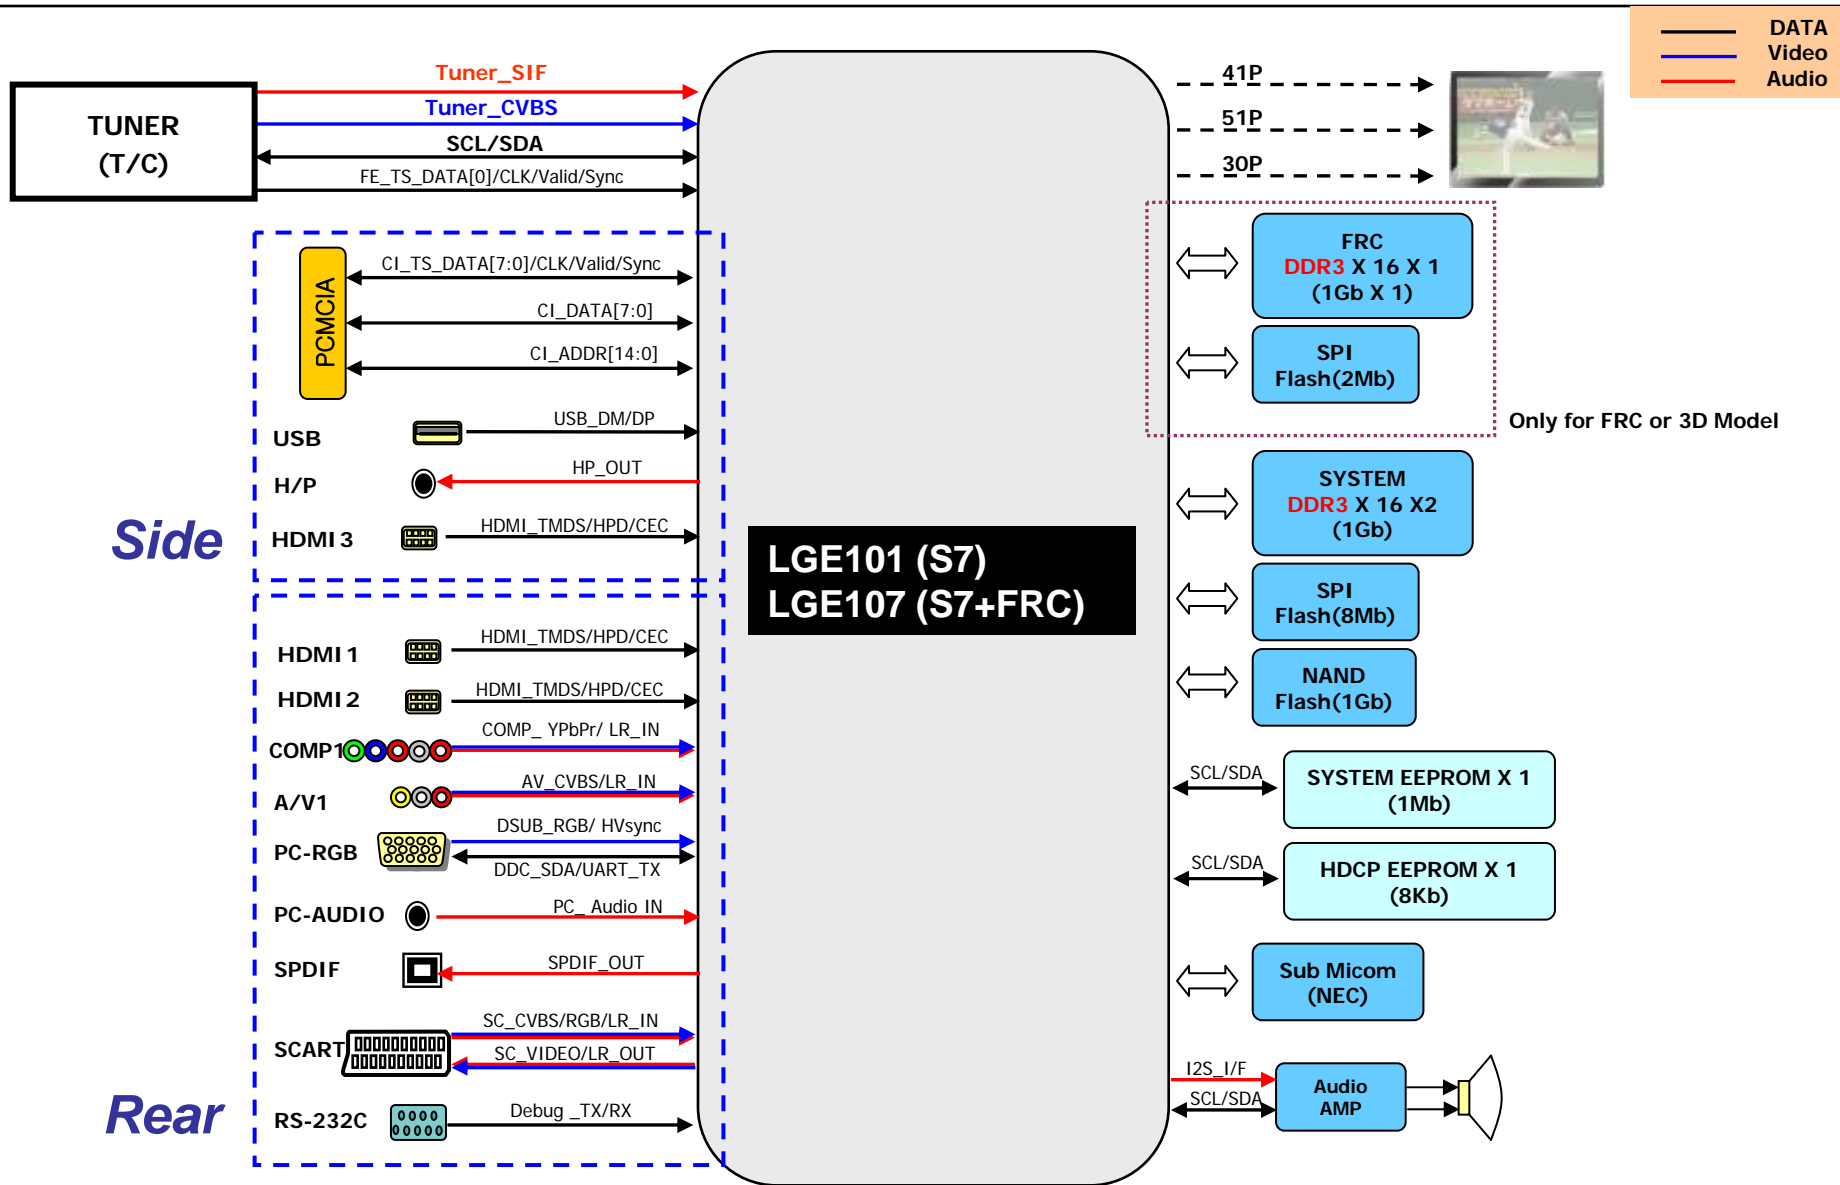 DATA
Video
Audio
TUNER
(T/C)
Tuner_SIF
Tuner_CVBS
SCL/SDA
FE_TS_DATA[0]/CLK/Valid/Sync
41P
51P
30P
PCMCIA
CI_TS_DATA[7:0]/CLK/Valid/Sync
CI_DATA[7:0]
CI_ADDR[14:0]
USB
USB_DM/DP
H/P
HP_OUT
Side
HDMI3
HDMI_TMDS/HPD/CEC
LGE101 (S7)
LGE107 (S7+FRC)
FRC
DDR3 X 16 X 1
(1Gb X 1)
SPI
Flash(2Mb)
Only for FRC or 3D Model
SYSTEM
DDR3 X 16 X2
(1Gb)
SPI
Flash(8Mb)
NAND
Flash(1Gb)
HDMI1
HDMI_TMDS/HPD/CEC
HDMI2
HDMI_TMDS/HPD/CEC
COMP1
COMP_ YPbPr/ LR_IN
A/V1
AV_CVBS/LR_IN
PC-RGB
DSUB_RGB/ HVsync
DDC_SDA/UART_TX
PC-AUDIO
PC_ Audio IN
SPDIF
SPDIF_OUT
SCART
SC_CVBS/RGB/LR_IN
SC_VIDEO/LR_OUT
Rear
RS-232C
Debug _TX/RX
SCL/SDA
SYSTEM EEPROM X 1
(1Mb)
SCL/SDA
HDCP EEPROM X 1
(8Kb)
Sub Micom
(NEC)
I2S_I/F
SCL/SDA
Audio
AMP